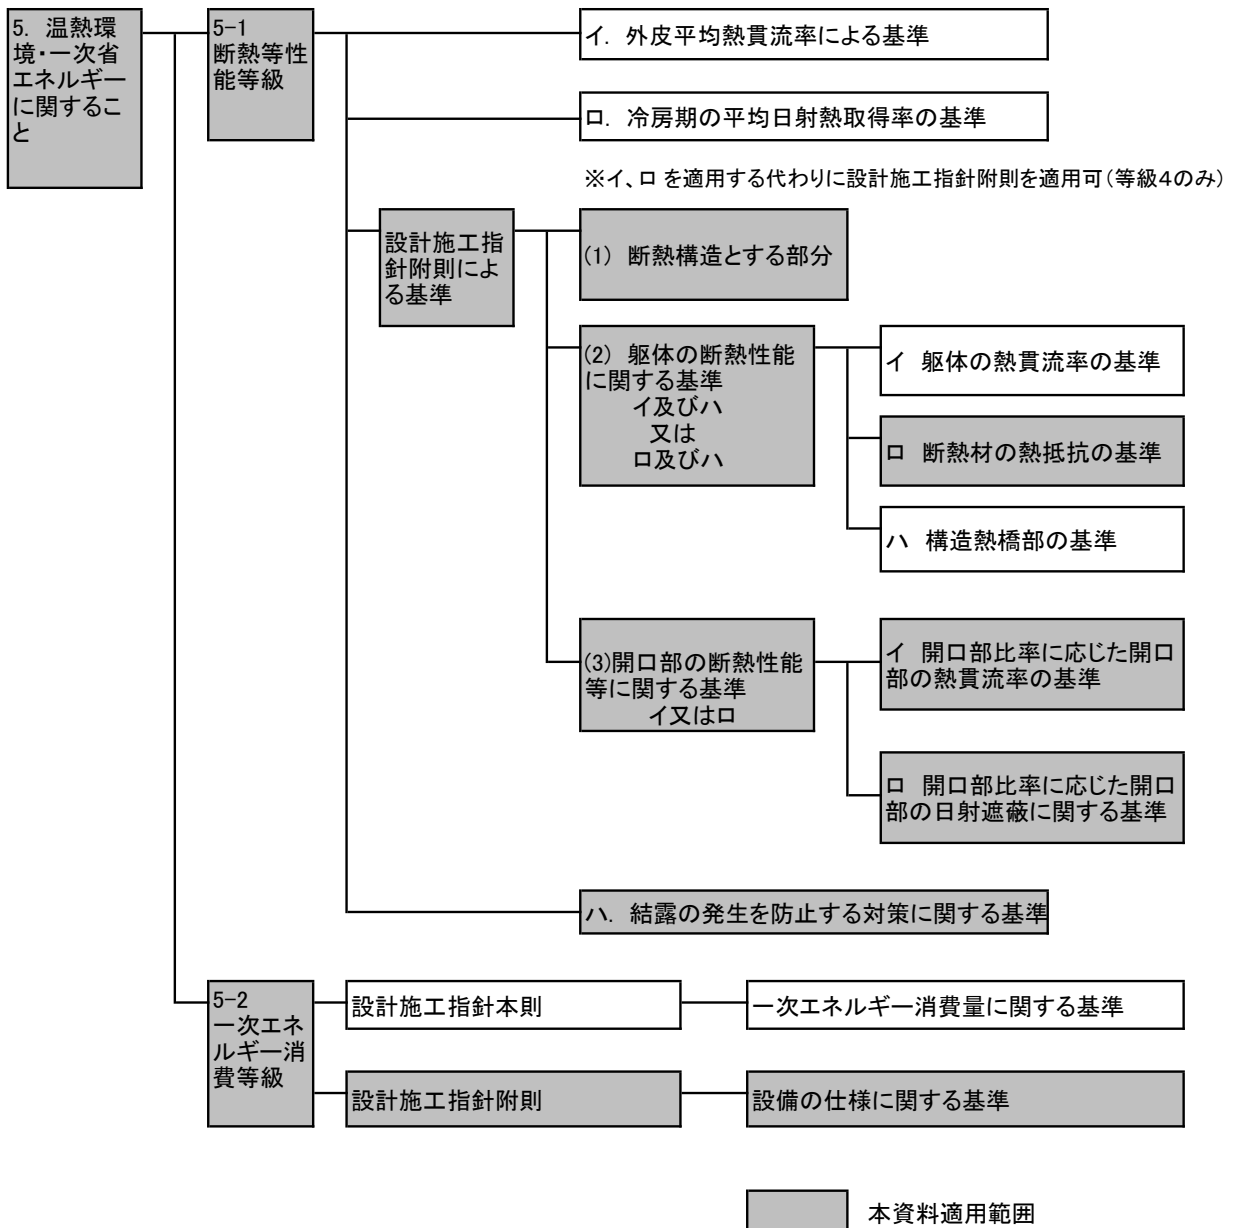 5. 温熱環
境・一次省
エネルギー
に関するこ
と
5-1
断熱等性
能等級
イ. 外皮平均熱貫流率による基準
ロ. 冷房期の平均日射熱取得率の基準
※イ、ロ を適用する代わりに設計施工指針附則を適用可(等級4のみ)
設計施工指
針附則によ
る基準
(1) 断熱構造とする部分
(2) 躯体の断熱性能
に関する基準
イ及びハ
又は
ロ及びハ
イ 躯体の熱貫流率の基準
ロ 断熱材の熱抵抗の基準
ハ 構造熱橋部の基準
(3)開口部の断熱性能
等に関する基準
イ又はロ
イ 開口部比率に応じた開口
部の熱貫流率の基準
ロ 開口部比率に応じた開口
部の日射遮蔽に関する基準
ハ. 結露の発生を防止する対策に関する基準
5-2
一次エネ
ルギー消
費等級
設計施工指針本則
一次エネルギー消費量に関する基準
設計施工指針附則
設備の仕様に関する基準
本資料適用範囲